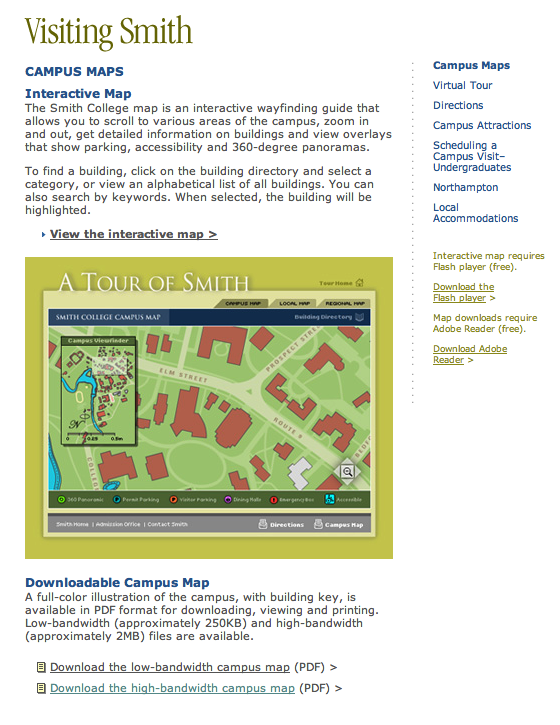 Visiting Smith
CAMPUS MAPS
Interactive Map
The Smith College map is an interactive wayfinding guide that
allows you to scroll to various areas of the campus, zoom in
and out, get detailed information on buildings and view overlays
that show parking, accessibility and 360-degree panoramas.
To find a building, click on the building directory and select a
category, or view an alphabetical list of all buildings. You can
also search by keywords. When selected, the building will be
highlighted.
View the interactive map >
A TOUR OF SMITH
Tour Home
CAMPUS MAP
LOCAL MAP
REGIONAL MAP
SMITH COLLEGE CAMPUS MAP
Building Directory
Campus Viewfinder
N
0 0.25 0.5m
ELM STREET
PROSPECT STREET
ROUTE 9
COLLEGE
BEDFO
360 Panoramic
Permit Parking
Visitor Parking
Dining Halls
Emergency Box
Accessible
Smith Home | Admission Office | Contact Smith
Directions
Campus Map
Downloadable Campus Map
A full-color illustration of the campus, with building key, is
available in PDF format for downloading, viewing and printing.
Low-bandwidth (approximately 250KB) and high-bandwidth
(approximately 2MB) files are available.
Download the low-bandwidth campus map (PDF) >
Download the high-bandwidth campus map (PDF) >
Campus Maps
Virtual Tour
Directions
Campus Attractions
Scheduling a
Campus Visit–
Undergraduates
Northampton
Local
Accommodations
Interactive map requires
Flash player (free).
Download the
Flash player >
Map downloads require
Adobe Reader (free).
Download Adobe
Reader >